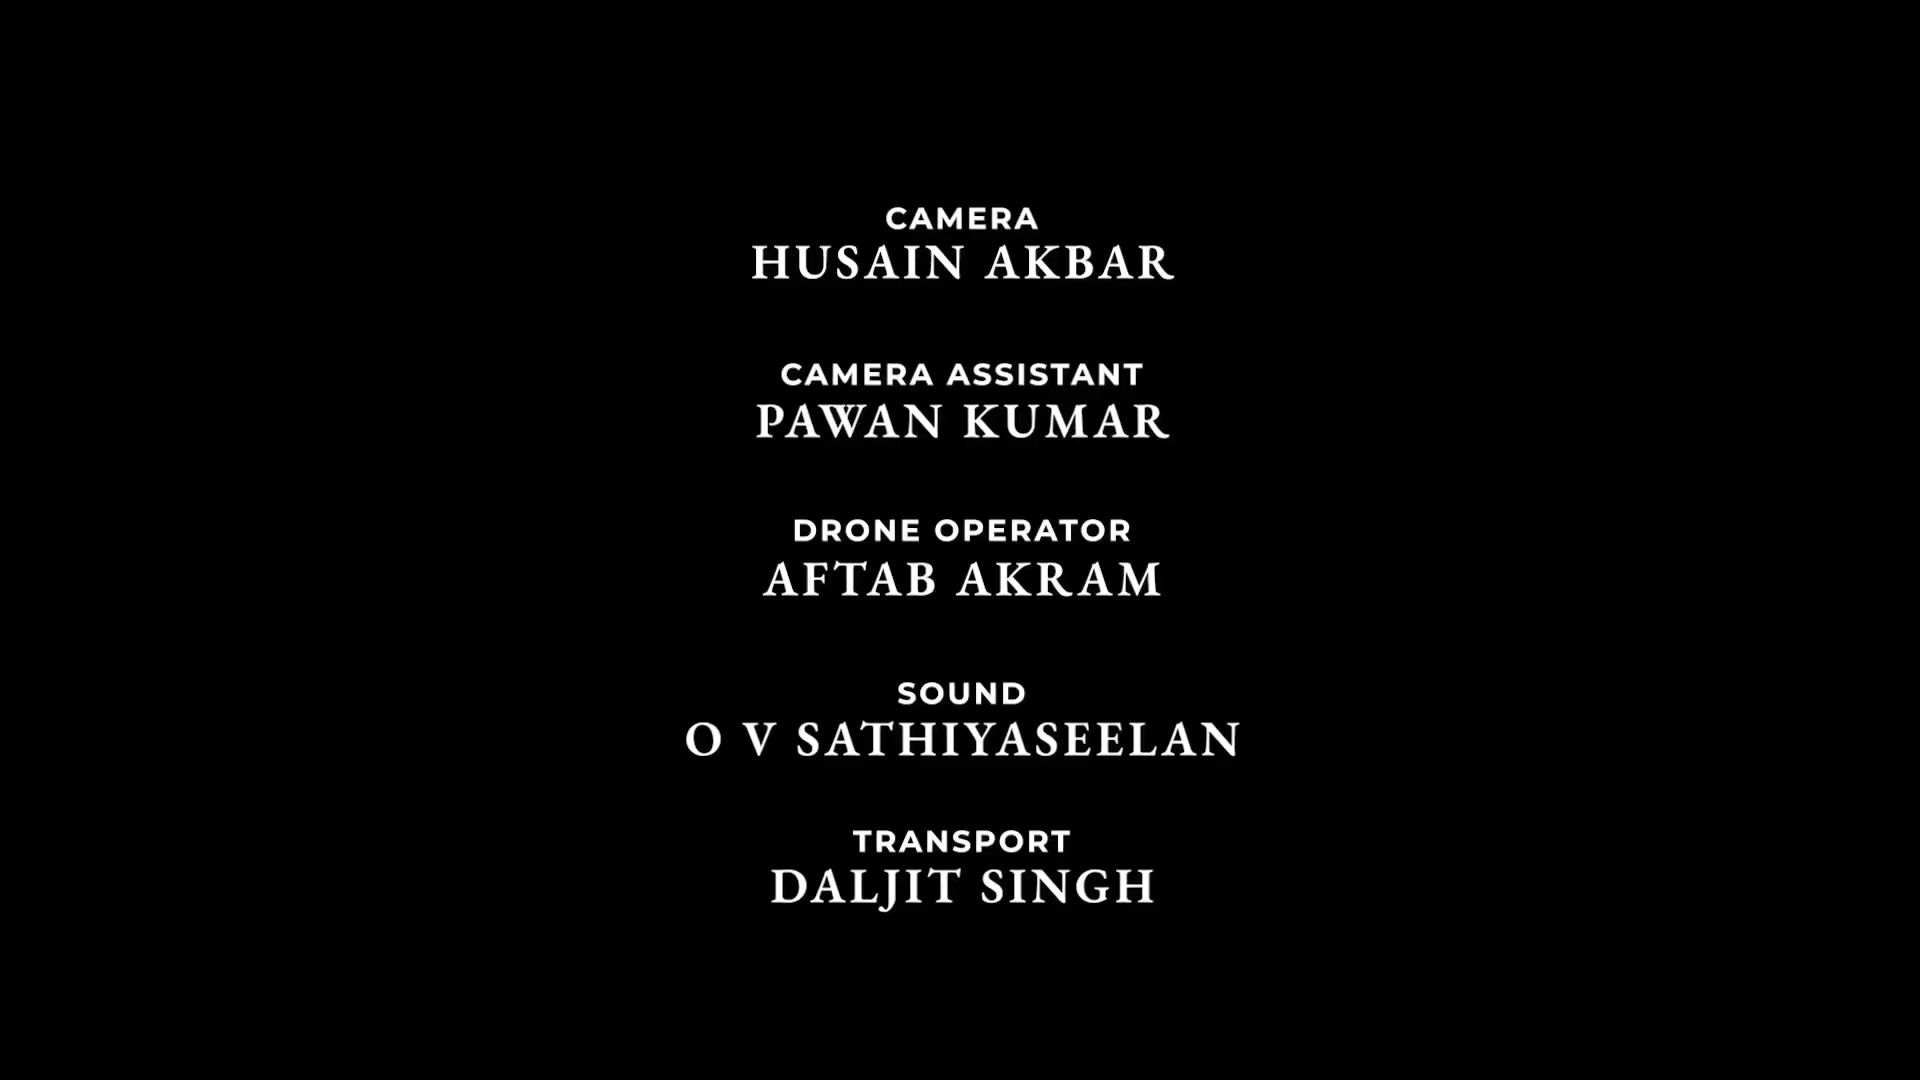 CAMERA
HUSAIN AKBAR
CAMERA ASSISTANT
PAWAN KUMAR
DRONE OPERATOR
AFTAB AKRAM
SOUND
O V SATHIYASEELAN
TRANSPORT
DALJIT SINGH